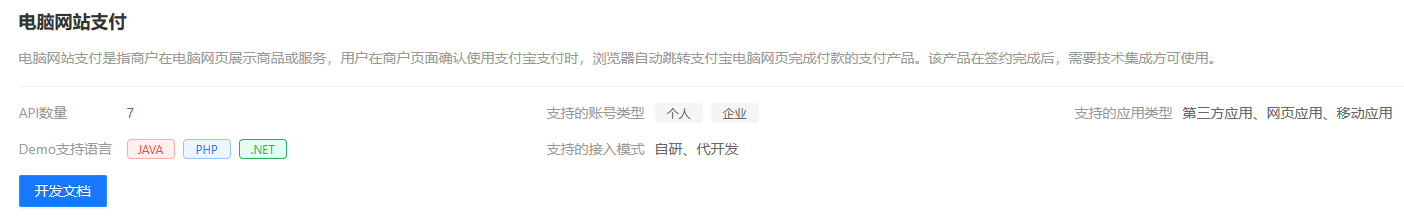 电脑网站支付
电脑网站支付是指商户在电脑网页展示商品或服务，用户在商户页面确认使用支付宝支付时，浏览器自动跳转支付宝电脑网页完成付款的支付产品。该产品在签约完成后，需要技术集成方可使用。
API数量 7 支持的账号类型 个人 企业 支持的应用类型 第三方应用、网页应用、移动应用
Demo支持语言 JAVA PHP .NET 支持的接入模式 自研、代开发
开发文档